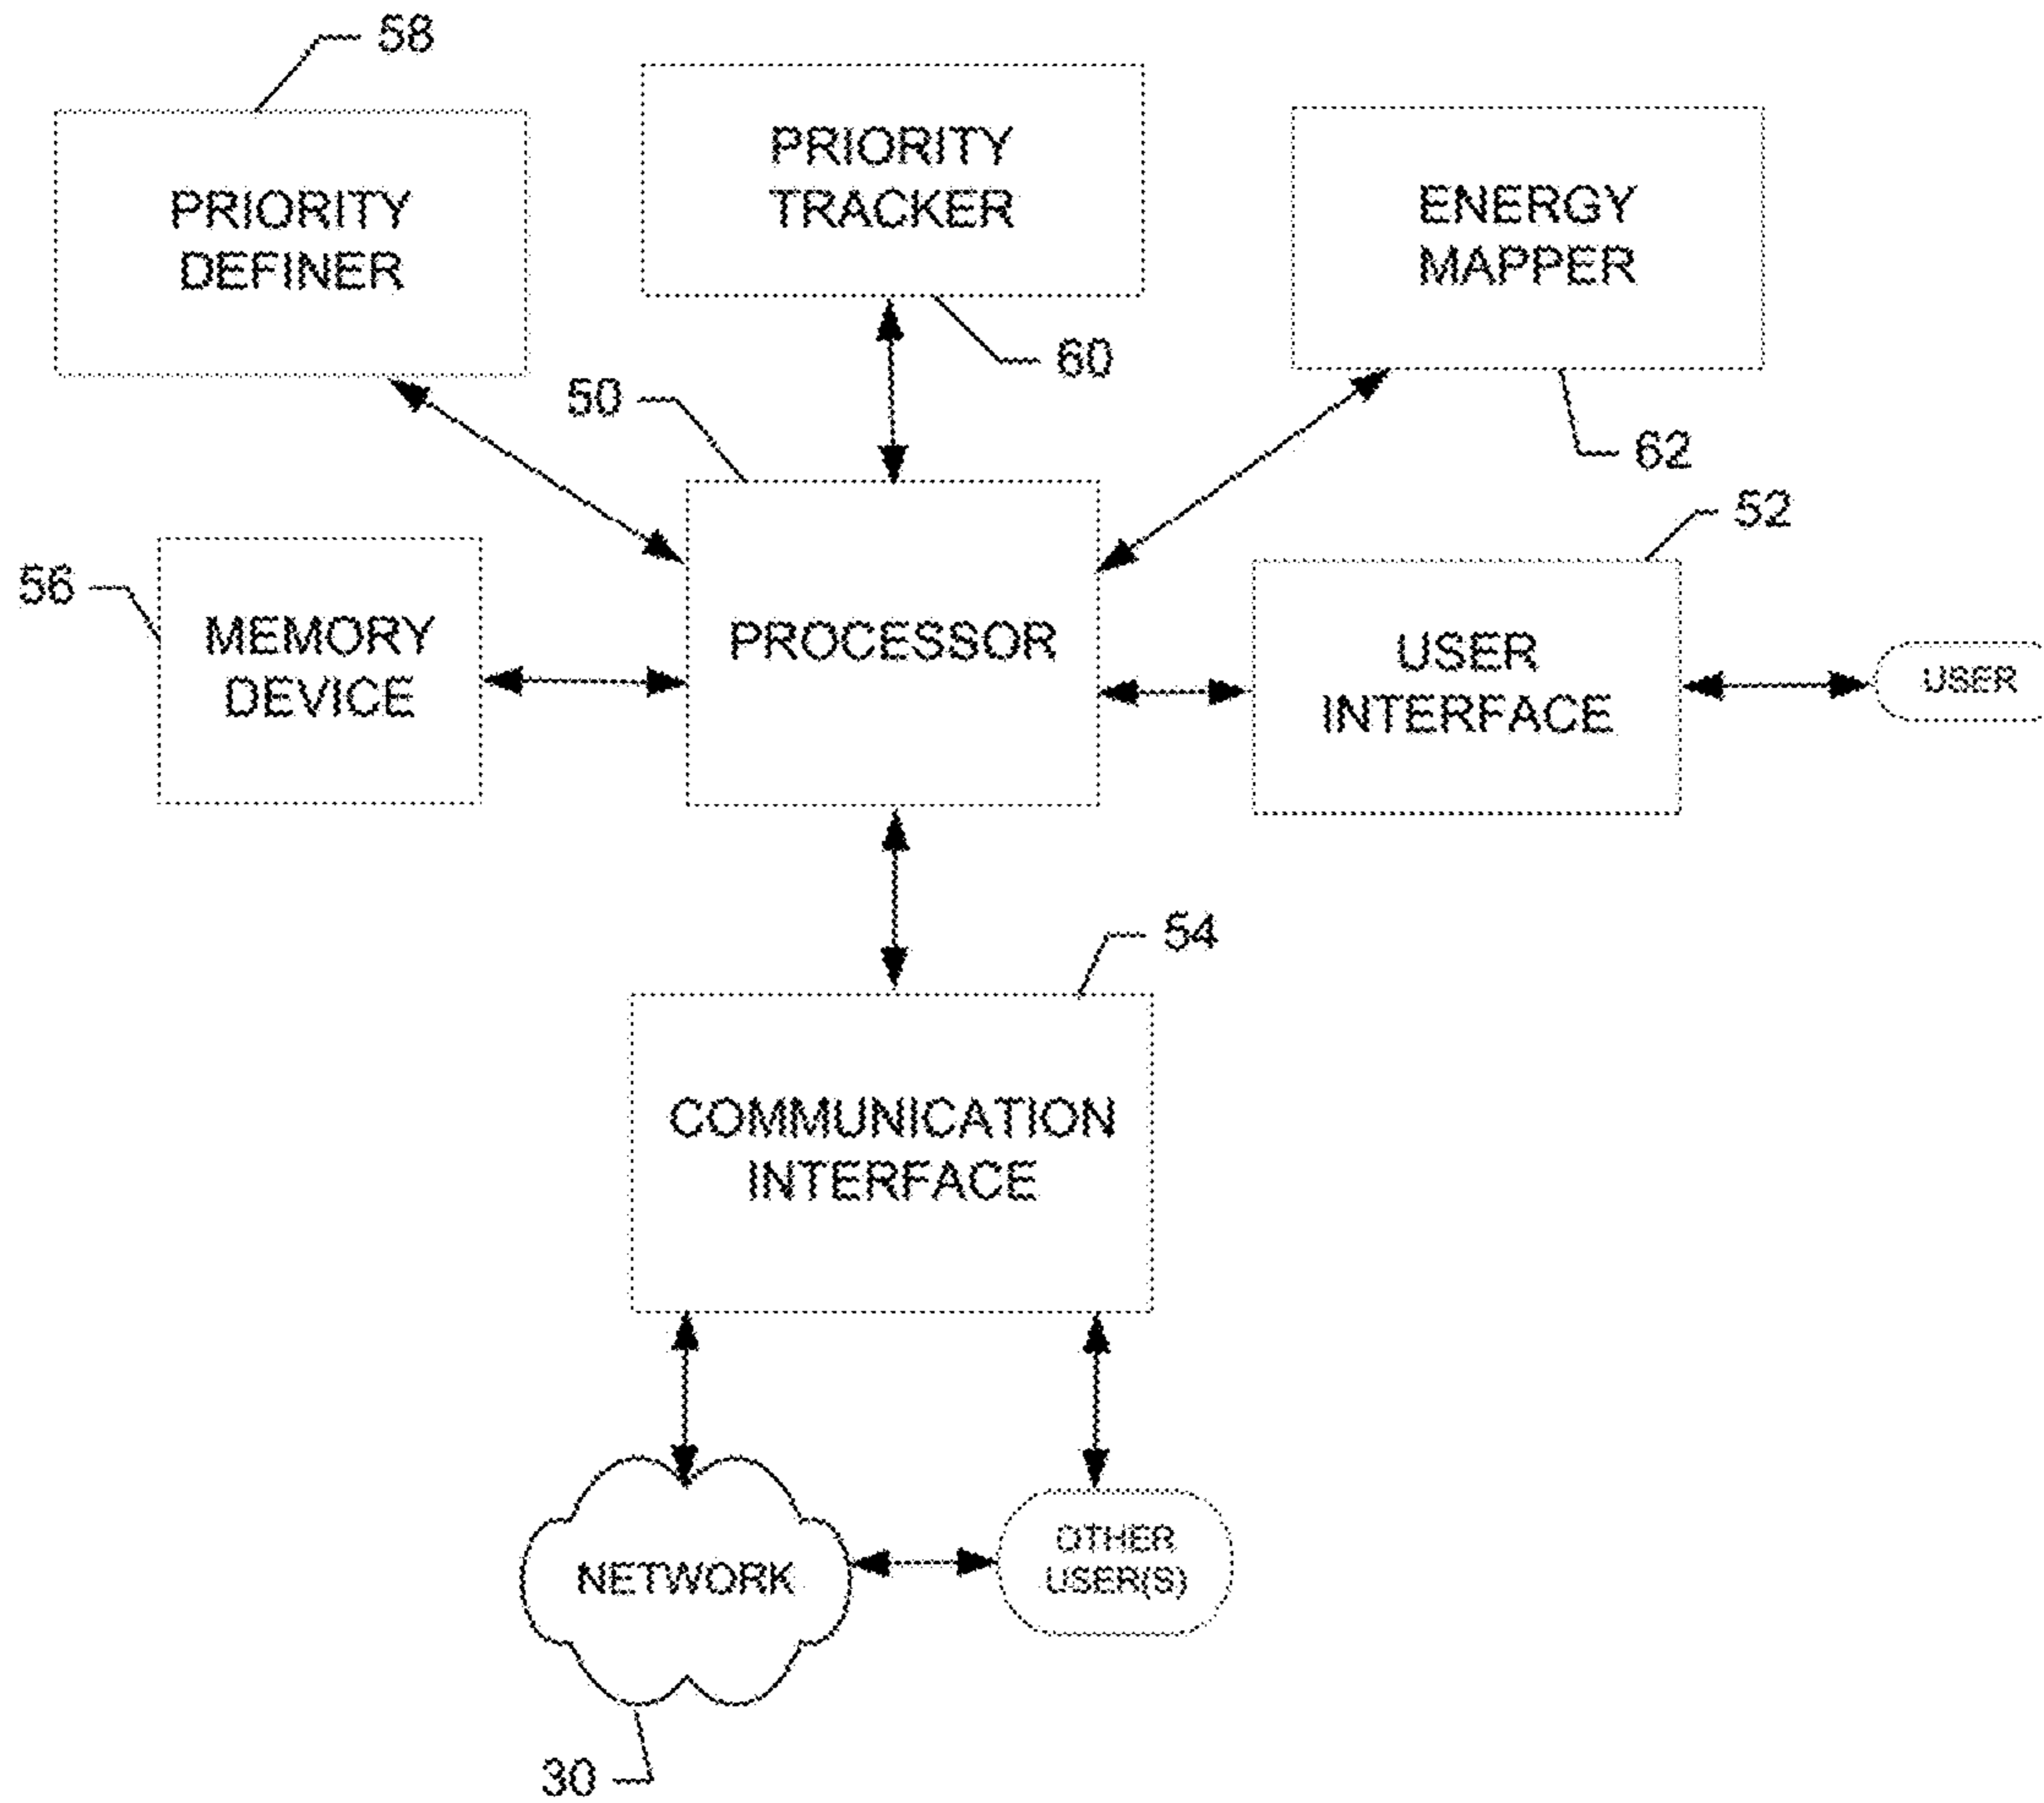 58
PRIORITY
DEFINER
PRIORITY
TRACKER
60
ENERGY
MAPPER
62
50
PROCESSOR
56
MEMORY
DEVICE
52
USER
INTERFACE
USER
54
COMMUNICATION
INTERFACE
NETWORK
30
OTHER
USER(S)